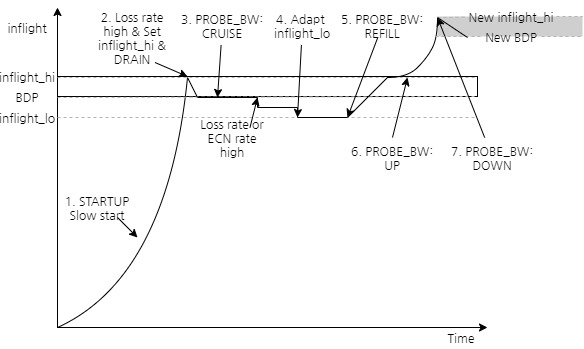 inflight
2. Loss rate
high & Set
inflight_hi &
DRAIN
3. PROBE_BW:
CRUISE
4. Adapt
inflight_lo
5. PROBE_BW:
REFILL
New inflight_hi
New BDP
inflight_hi
BDP
inflight_lo
Loss rate or
ECN rate
high
6. PROBE_BW:
UP
7. PROBE_BW:
DOWN
1. STARTUP
Slow start
Time